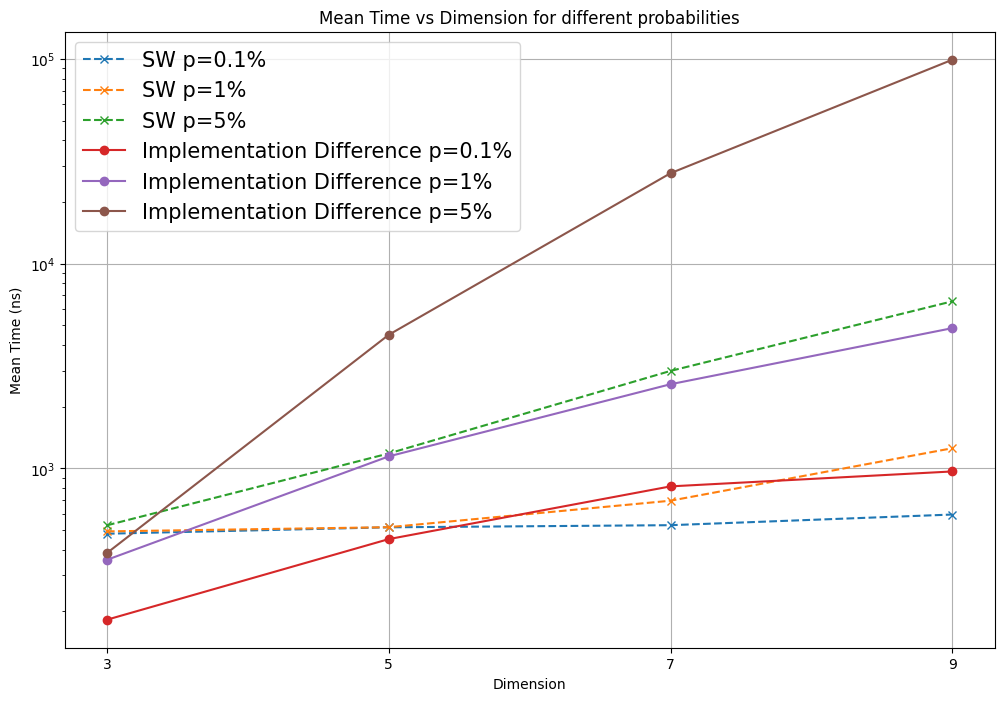 Mean Time vs Dimension for different probabilities
SW p=0.1%
SW p=1%
SW p=5%
Implementation Difference p=0.1%
Implementation Difference p=1%
Implementation Difference p=5%
10^5
10^4
10^3
Mean Time (ns)
3 5 7 9
Dimension